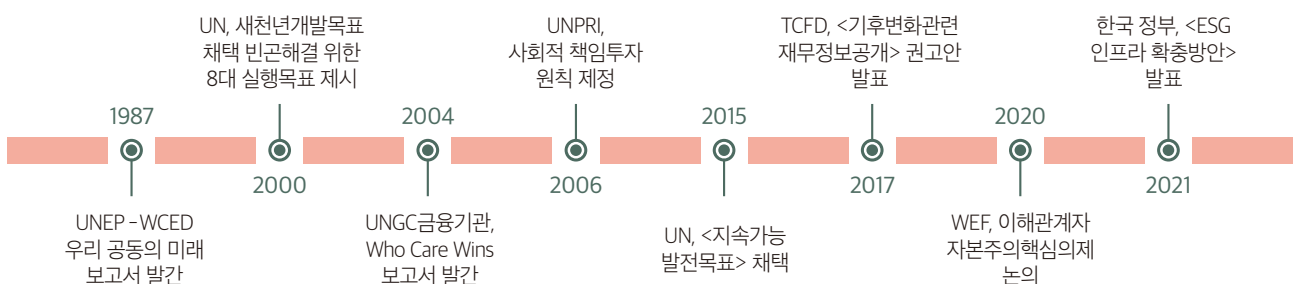 UN, 새천년개발목표
채택 빈곤해결 위한
8대 실행목표 제시
UNPRI,
사회적 책임투자
원칙 제정
TCFD, <기후변화관련
재무정보공개> 권고안
발표
한국 정부, <ESG
인프라 확충방안>
발표
1987
2004
2015
2020
2000
2006
2017
2021
UNEP-WCED
우리 공동의 미래
보고서 발간
UNGC금융기관,
Who Care Wins
보고서 발간
UN, <지속가능
발전목표> 채택
WEF, 이해관계자
자본주의핵심의제
논의